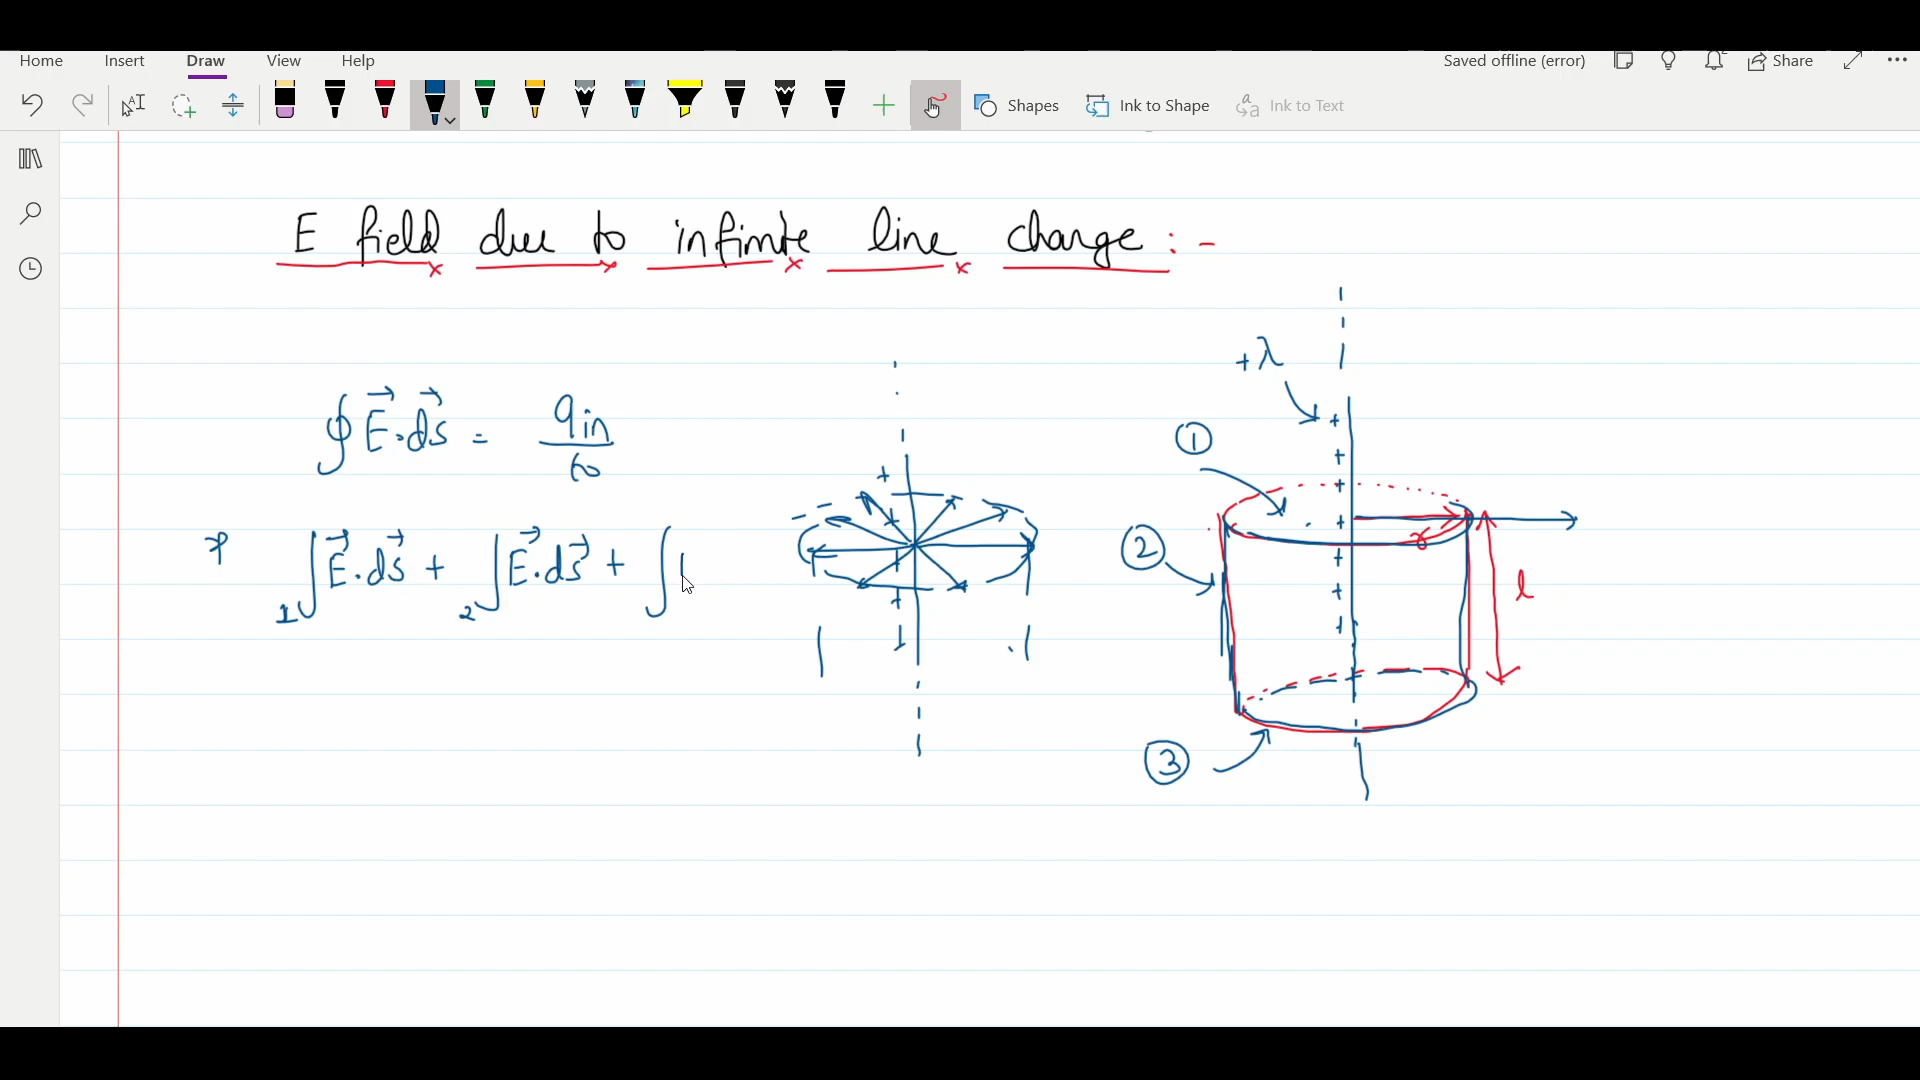 Home Insert Draw View Help Saved offline (error) Share
Shapes Ink to Shape Ink to Text
E field due to infinite line charge :-
+λ
∮ E⃗.ds⃗ = qin/ε0
①
②
* 1∫ E⃗.ds⃗ + 2∫ E⃗.ds⃗ + ∫
l
③